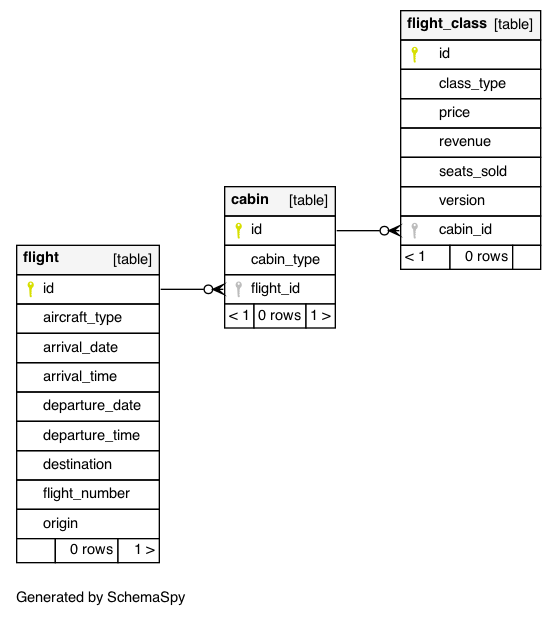 flight_class [table]
id
class_type
price
revenue
seats_sold
version
cabin_id
< 1 0 rows
cabin [table]
id
cabin_type
flight_id
< 1 0 rows 1 >
flight [table]
id
aircraft_type
arrival_date
arrival_time
departure_date
departure_time
destination
flight_number
origin
0 rows 1 >
Generated by SchemaSpy